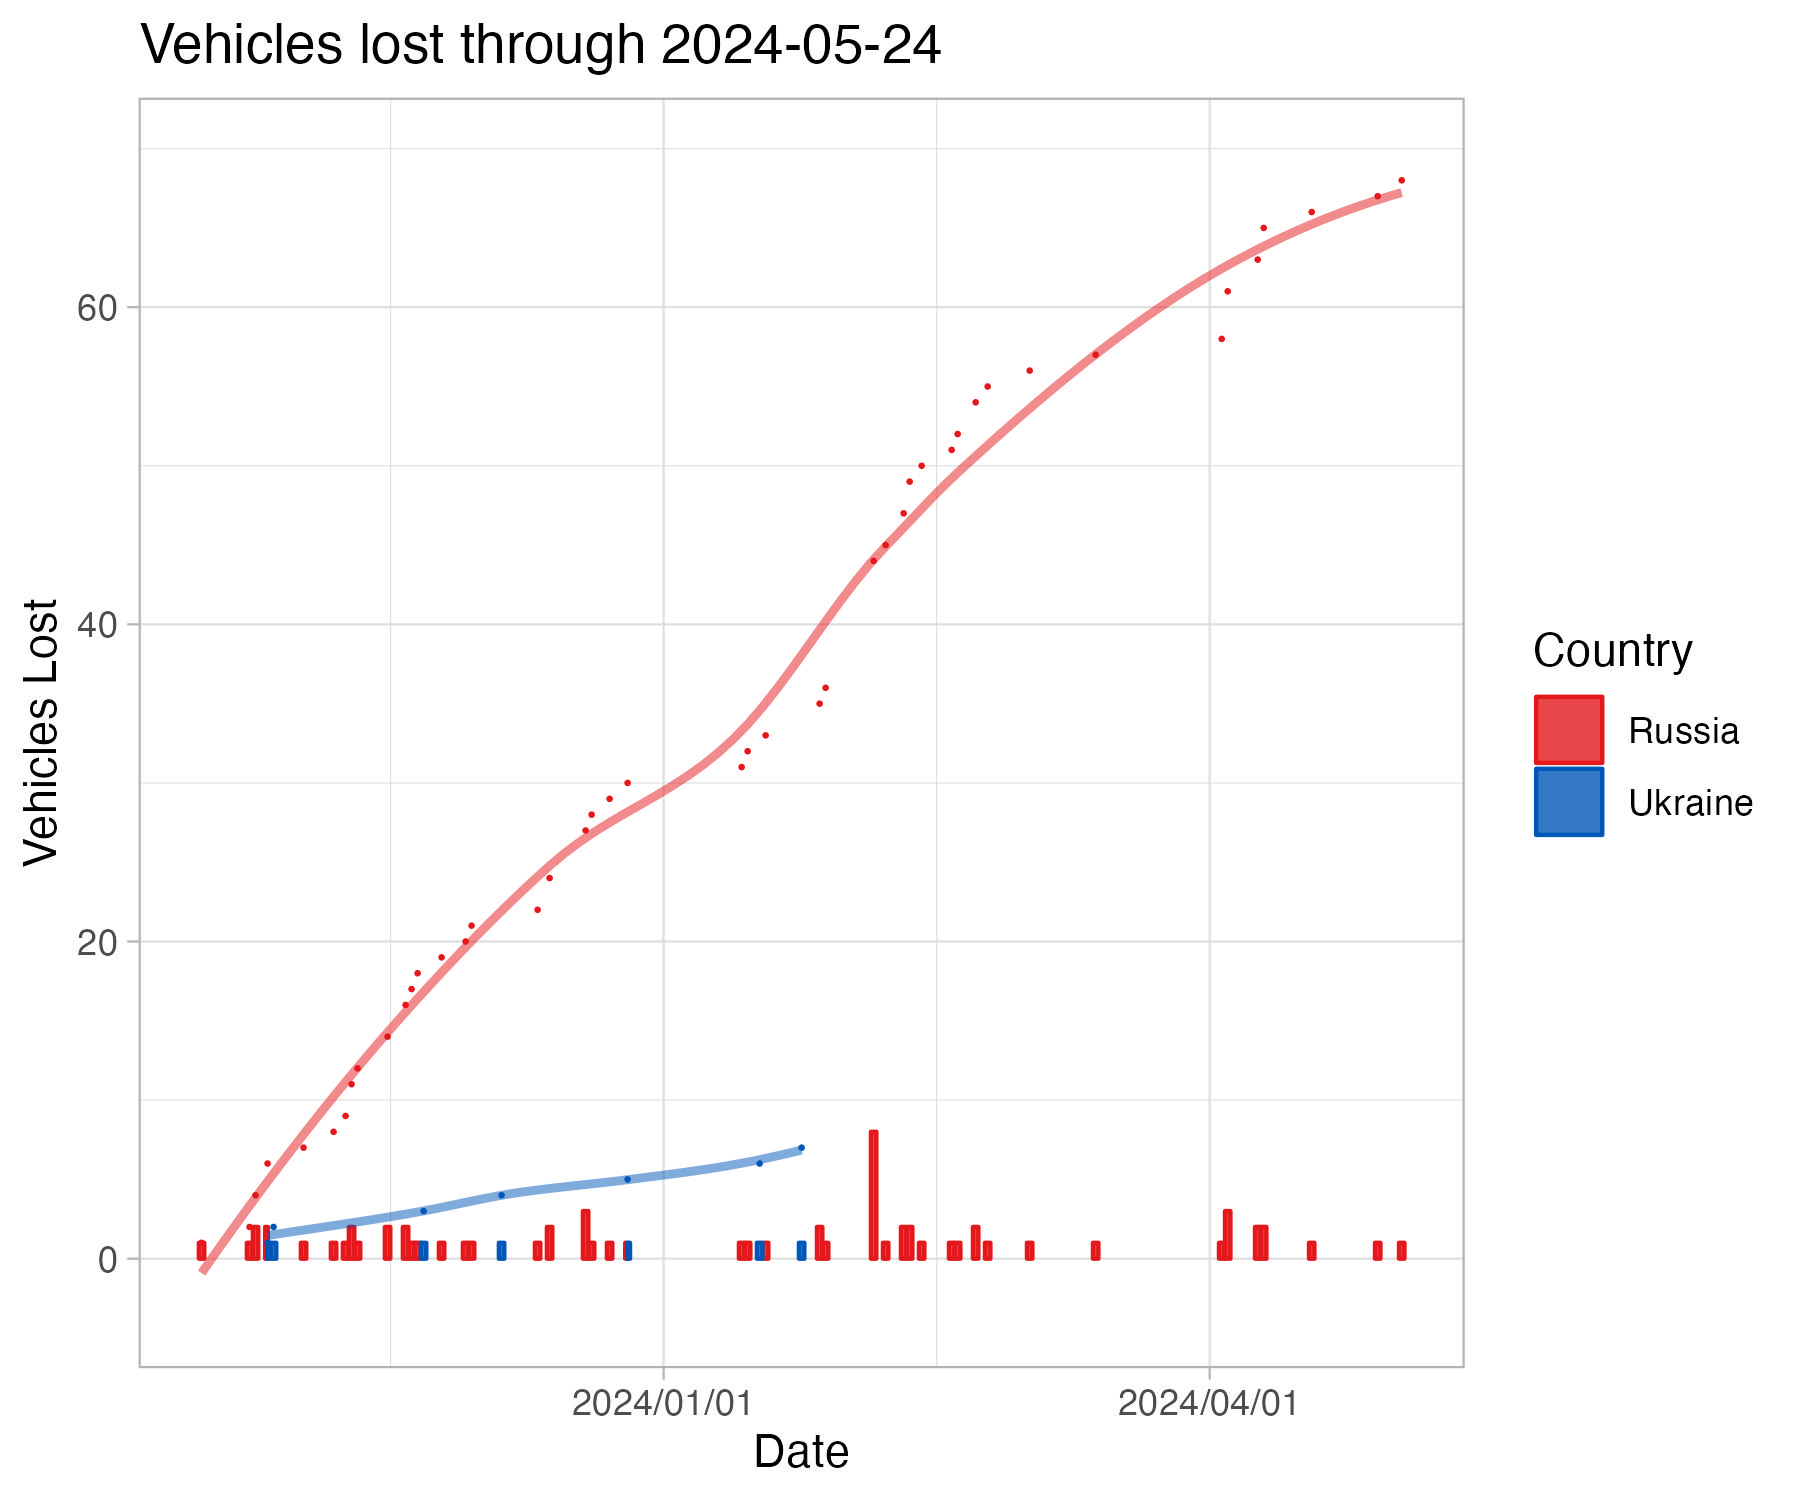 Vehicles lost through 2024-05-24
Vehicles Lost
60
40
20
0
2024/01/01
2024/04/01
Date
Country
Russia
Ukraine